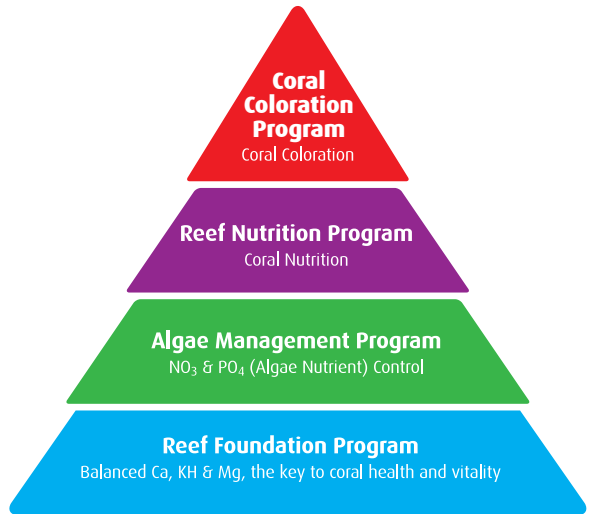 Coral
Coloration
Program
Coral Coloration
Reef Nutrition Program
Coral Nutrition
Algae Management Program
NO₃ & PO₄ (Algae Nutrient) Control
Reef Foundation Program
Balanced Ca, KH & Mg, the key to coral health and vitality